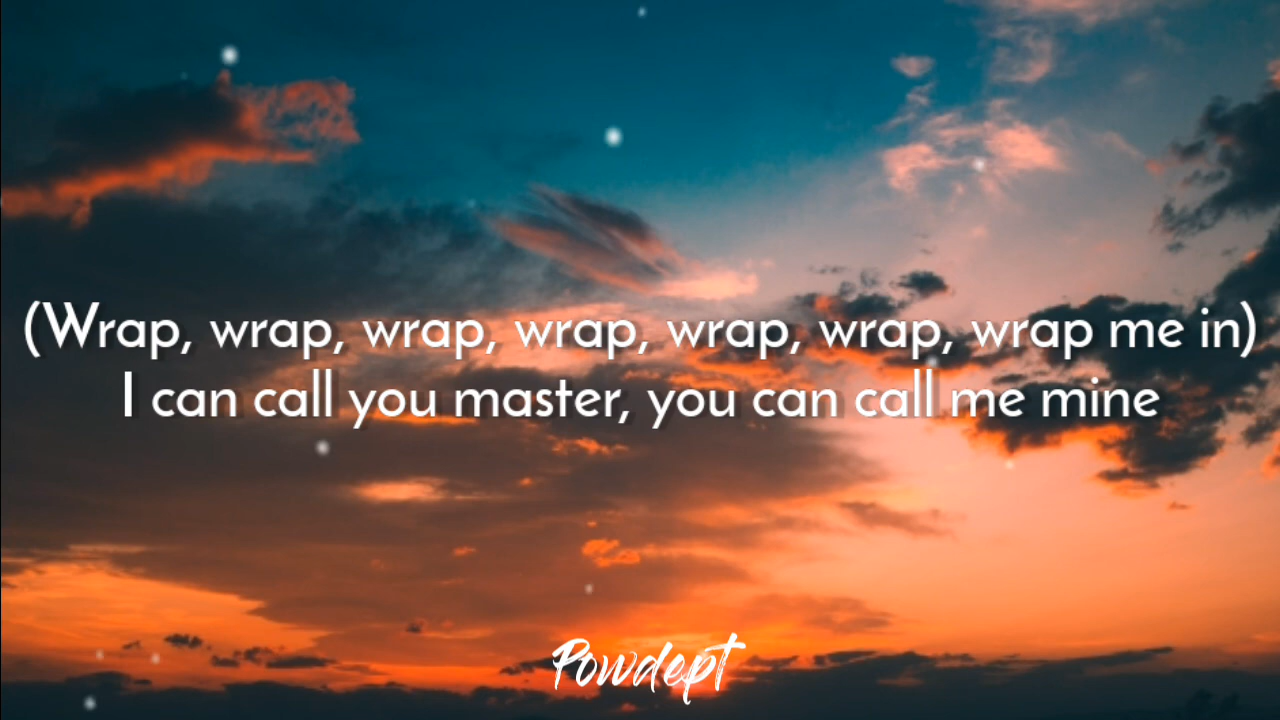 (Wrap, wrap, wrap, wrap, wrap, wrap, wrap me in)
I can call you master, you can call me mine
Powdept